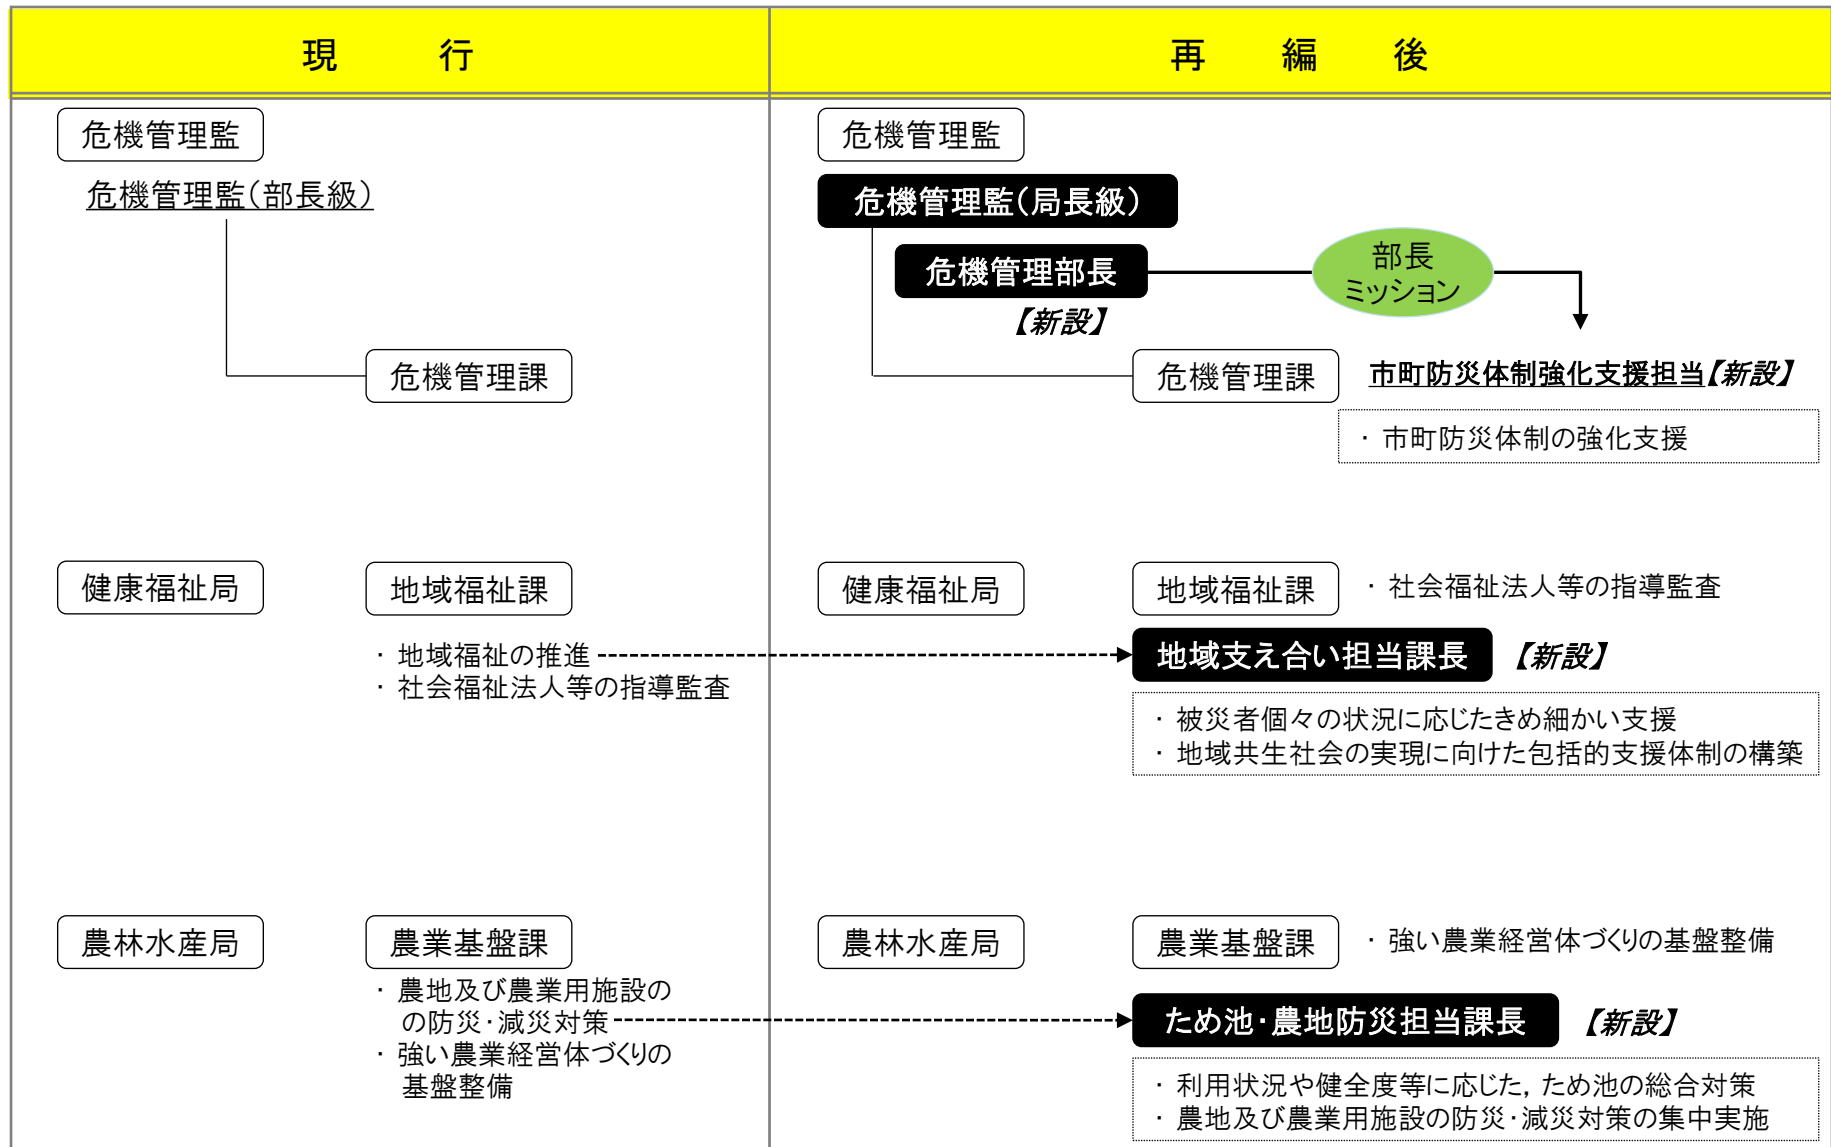 現 行
再 編 後
危機管理監
危機管理監（部長級）
危機管理課
危機管理監
危機管理監（局長級）
危機管理部長
【新設】
部長
ミッション
危機管理課
市町防災体制強化支援担当【新設】
・ 市町防災体制の強化支援
健康福祉局
地域福祉課
・ 地域福祉の推進
・ 社会福祉法人等の指導監査
健康福祉局
地域福祉課
・ 社会福祉法人等の指導監査
地域支え合い担当課長
【新設】
・ 被災者個々の状況に応じたきめ細かい支援
・ 地域共生社会の実現に向けた包括的支援体制の構築
農林水産局
農業基盤課
・ 農地及び農業用施設の
の防災・減災対策
・ 強い農業経営体づくりの
基盤整備
農林水産局
農業基盤課
・ 強い農業経営体づくりの基盤整備
ため池・農地防災担当課長
【新設】
・ 利用状況や健全度等に応じた，ため池の総合対策
・ 農地及び農業用施設の防災・減災対策の集中実施